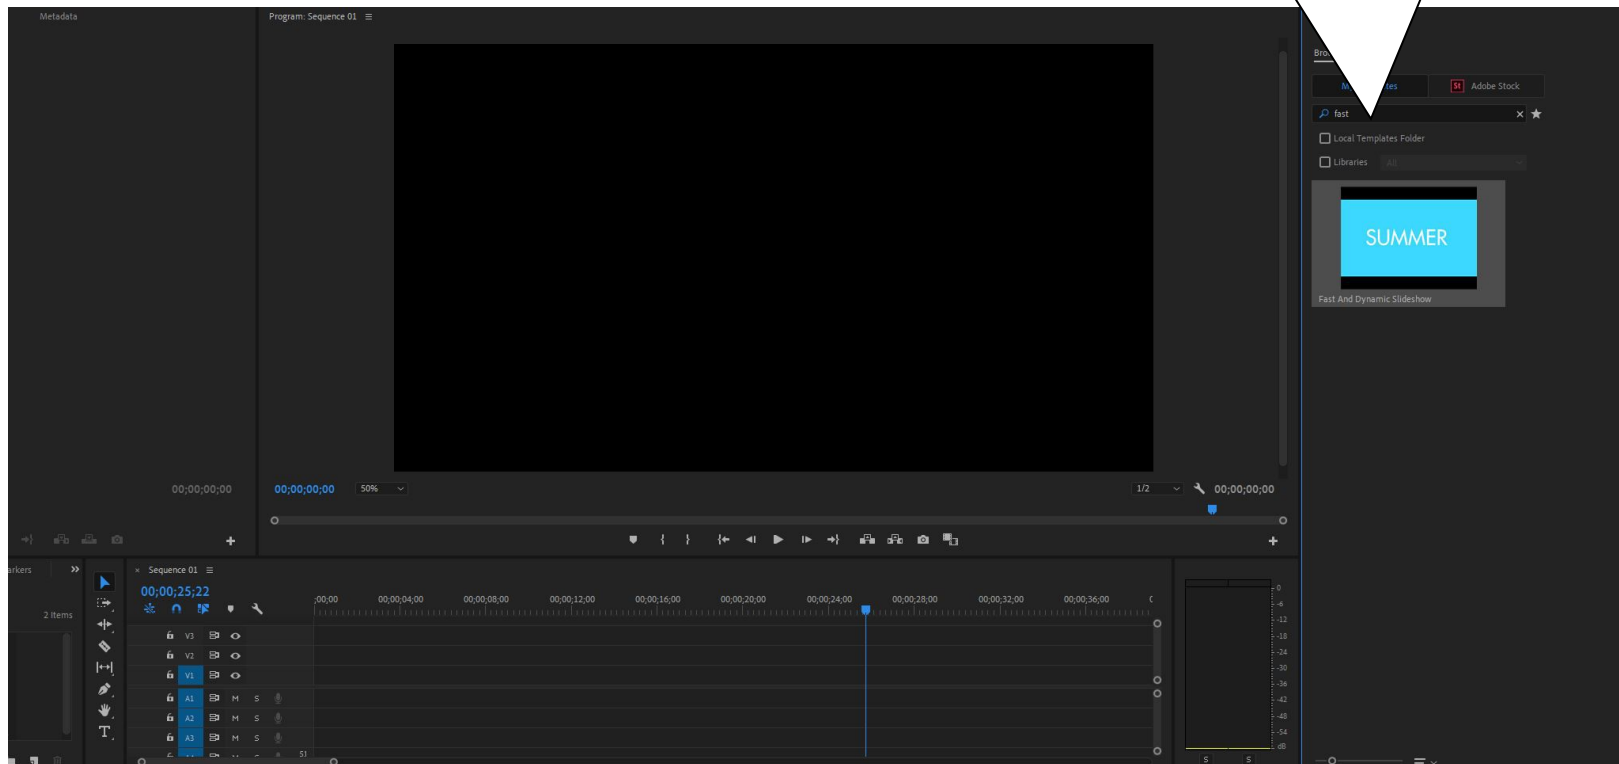 Metadata
Program: Sequence 01
Adobe Stock
St
fast
Local Templates Folder
Libraries
All
SUMMER
Fast And Dynamic Slideshow
00;00;00;00
00;00;00;00
50%
1/2
00;00;00;00
Sequence 01
00;00;25;22
2 Items
;00;00
00;00;04;00
00;00;08;00
00;00;12;00
00;00;16;00
00;00;20;00
00;00;24;00
00;00;28;00
00;00;32;00
00;00;36;00
V3
V2
V1
A1 M S
A2 M S
A3 M S
S1
0
-6
-12
-18
-24
-30
-36
-42
-48
-54
dB
S S